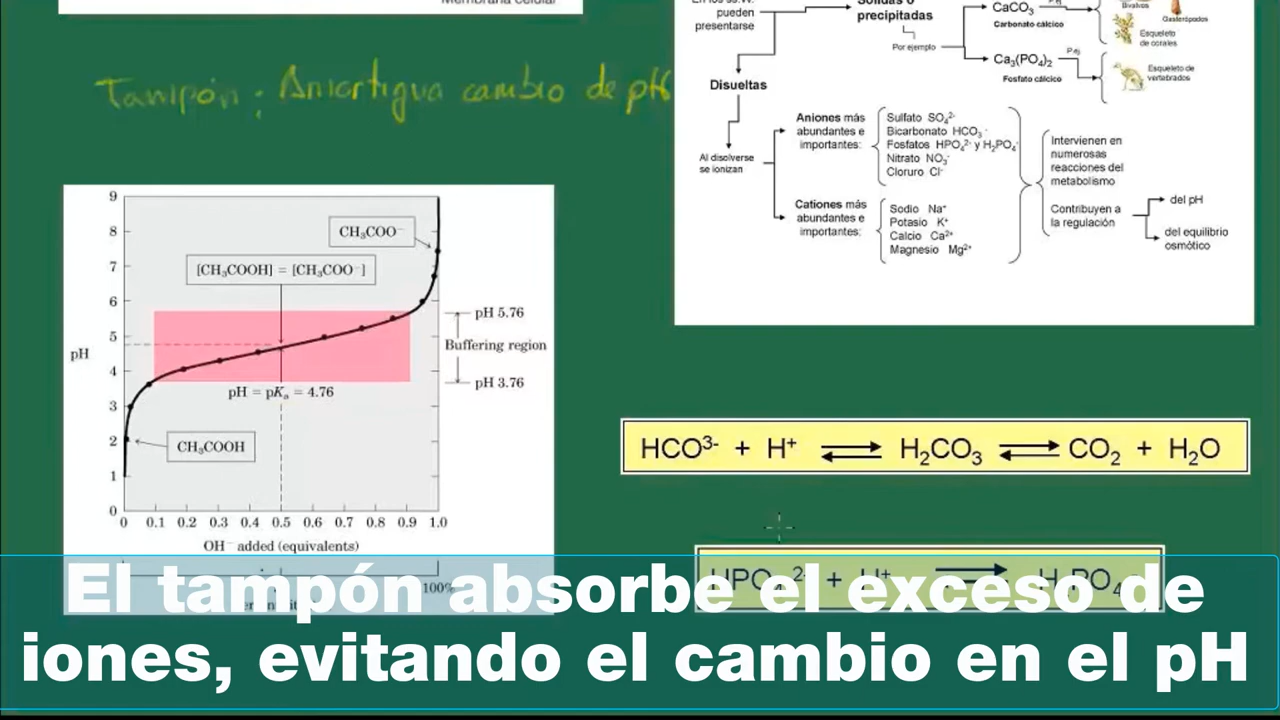 Membrana Celular
Tampón: Amortigua cambio de pH
9
8
7
6
5
4
3
2
1
0
pH
CH₃COO⁻
[CH₃COOH] = [CH₃COO⁻]
pH = pKₐ = 4.76
CH₃COOH
pH 5.76
Buffering region
pH 3.76
0 0.1 0.2 0.3 0.4 0.5 0.6 0.7 0.8 0.9 1.0
OH⁻ added (equivalents)
100%
pueden
presentarse
Sólidas o
precipitadas
Por ejemplo
CaCO₃
Carbonato cálcico
P.ej.
Bivalvos
Gasterópodos
Esqueleto
de corales
Ca₃(PO₄)₂
Fosfato cálcico
P.ej.
Esqueleto de
vertebrados
Disueltas
Al disolverse
se ionizan
Aniones más
abundantes e
importantes:
Sulfato SO₄²⁻
Bicarbonato HCO₃⁻
Fosfatos HPO₄²⁻ y H₂PO₄⁻
Nitrato NO₃⁻
Cloruro Cl⁻
Cationes más
abundantes e
importantes:
Sodio Na⁺
Potasio K⁺
Calcio Ca²⁺
Magnesio Mg²⁺
Intervienen en
numerosas
reacciones del
metabolismo
Contribuyen a
la regulación
del pH
del equilibrio
osmótico
HCO³⁻ + H⁺ ⇌ H₂CO₃ ⇌ CO₂ + H₂O
El tampón absorbe el exceso de
iones, evitando el cambio en el pH